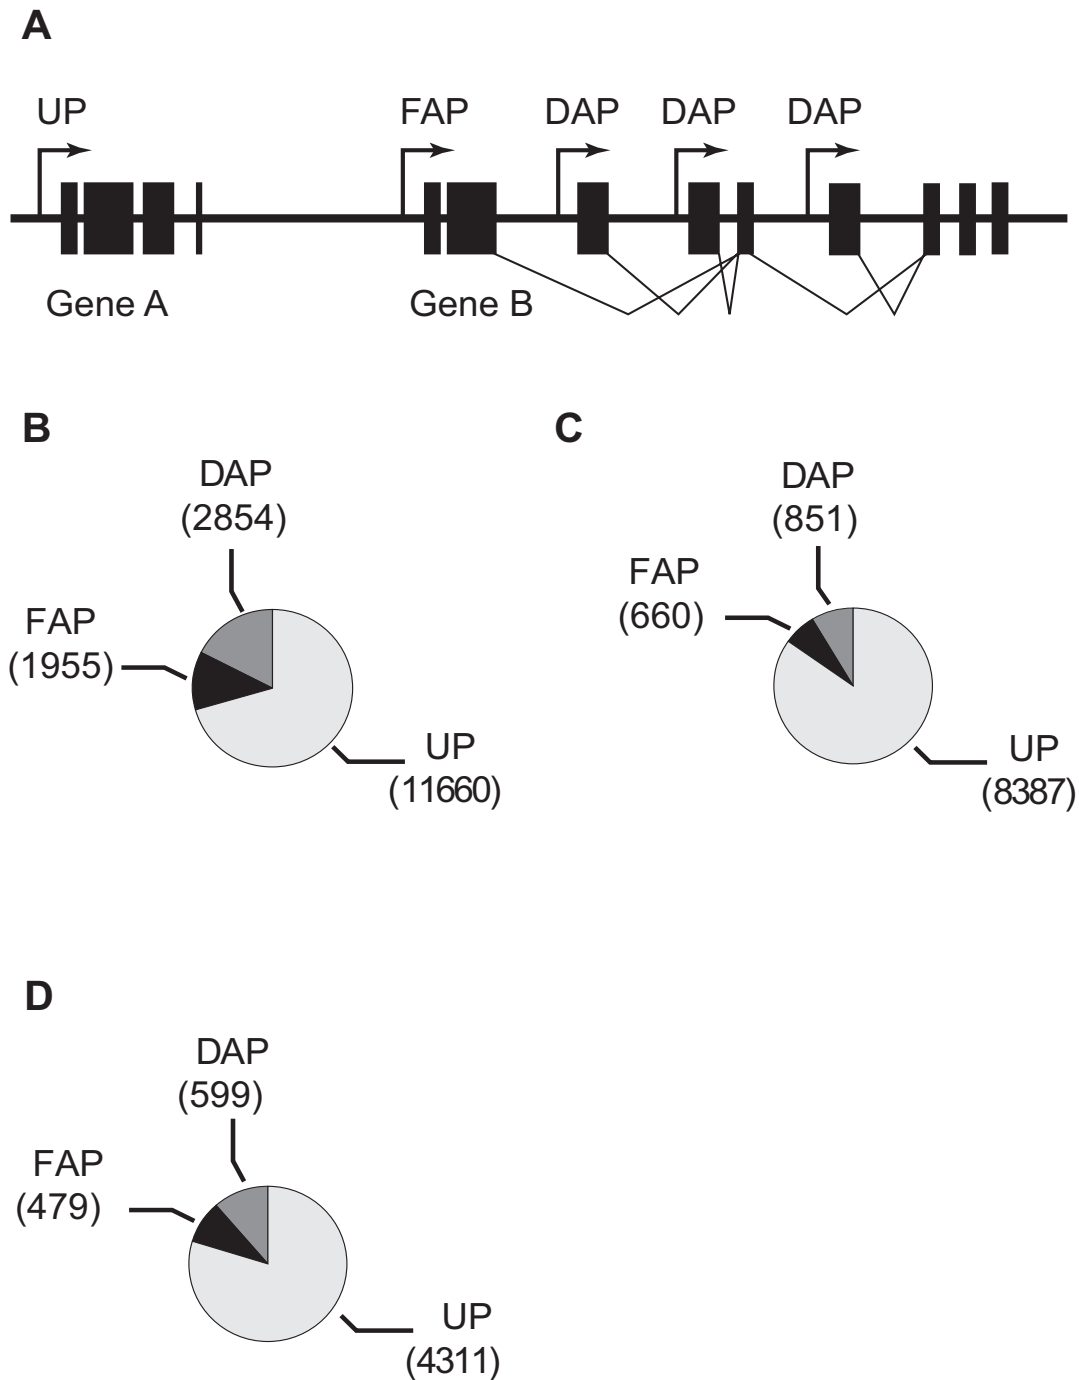 A
UP FAP DAP DAP DAP
Gene A Gene B
B
DAP
(2854)
FAP
(1955)
UP
(11660)
C
DAP
(851)
FAP
(660)
UP
(8387)
D
DAP
(599)
FAP
(479)
UP
(4311)